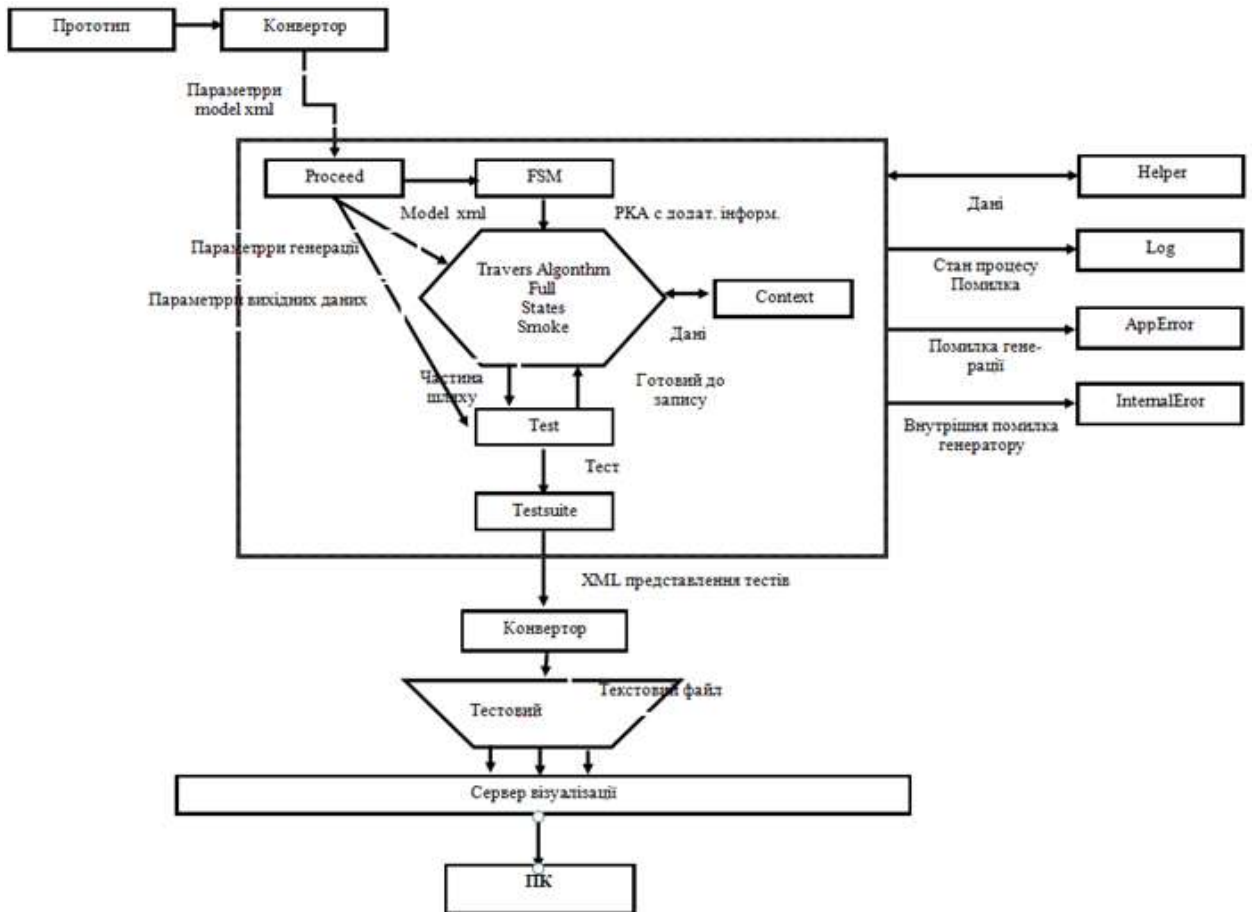 Прототип
Конвертор
Параметрри
model xml
Proceed
FSM
Helper
Дані
Model xml
РКА с додат. інформ.
Параметрри генерації
Log
Стан процесу
Помилка
Travers Algonthm
Full
States
Smoke
Context
Параметрри вихідних даних
Дані
AppError
Помилка гене-
рації
Частина
шляху
Готовий до
запису
InternalEror
Внутрішня помилка
генератору
Test
Тест
Testsuite
XML представлення тестів
Конвертор
Текстовий файл
Тестовий
Сервер візуалізації
ПК